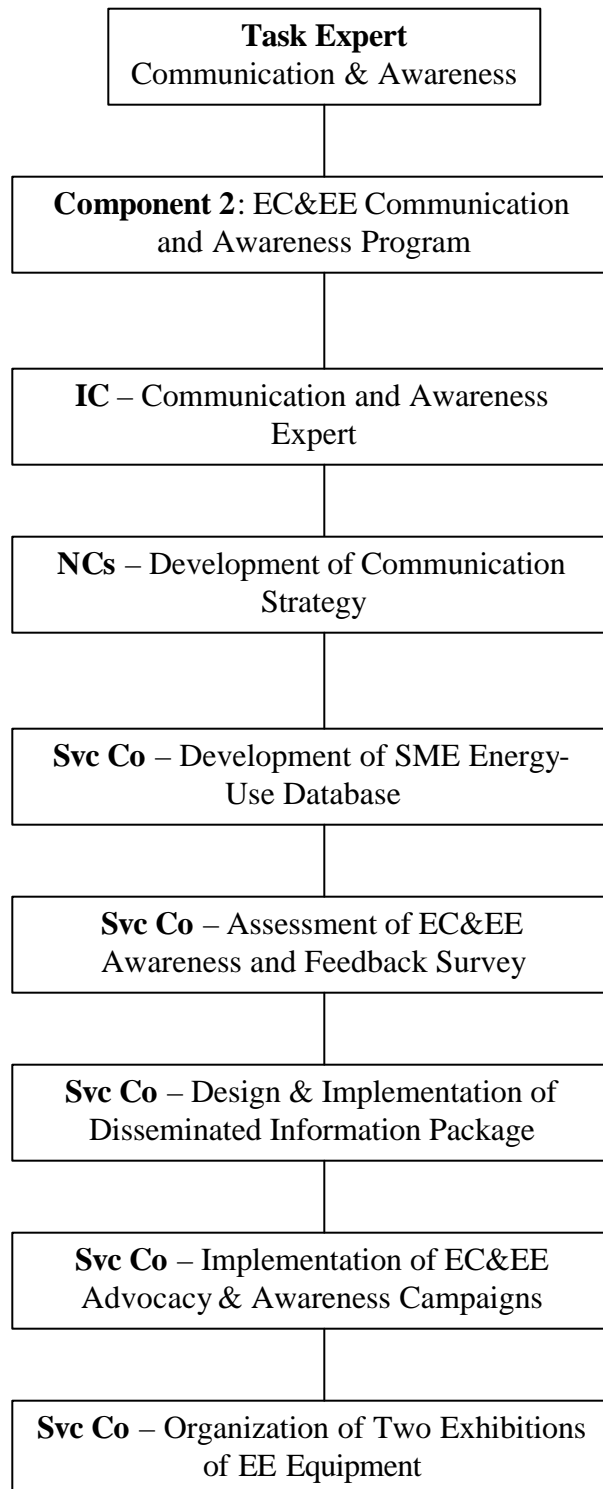 Task Expert
Communication & Awareness
Component 2: EC&EE Communication
and Awareness Program
IC – Communication and Awareness
Expert
NCs – Development of Communication
Strategy
Svc Co – Development of SME Energy-
Use Database
Svc Co – Assessment of EC&EE
Awareness and Feedback Survey
Svc Co – Design & Implementation of
Disseminated Information Package
Svc Co – Implementation of EC&EE
Advocacy & Awareness Campaigns
Svc Co – Organization of Two Exhibitions
of EE Equipment